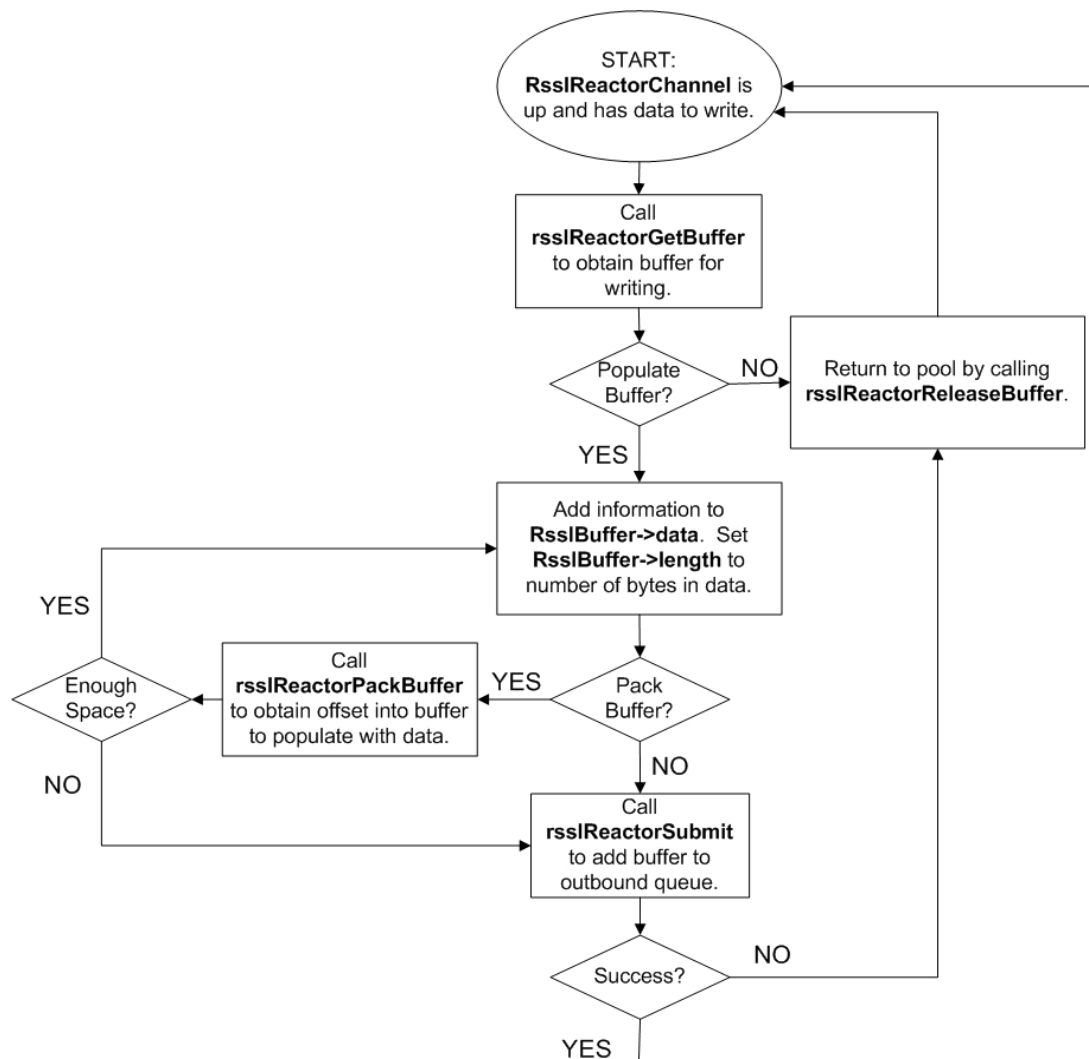 START:
RsslReactorChannel is
up and has data to write.
Call
rsslReactorGetBuffer
to obtain buffer for
writing.
Populate
Buffer?
NO
Return to pool by calling
rsslReactorReleaseBuffer.
YES
Add information to
RsslBuffer->data.  Set
RsslBuffer->length to
number of bytes in data.
YES
Enough
Space?
Call
rsslReactorPackBuffer
to obtain offset into buffer
to populate with data.
YES
Pack
Buffer?
NO
NO
Call
rsslReactorSubmit
to add buffer to
outbound queue.
Success?
NO
YES